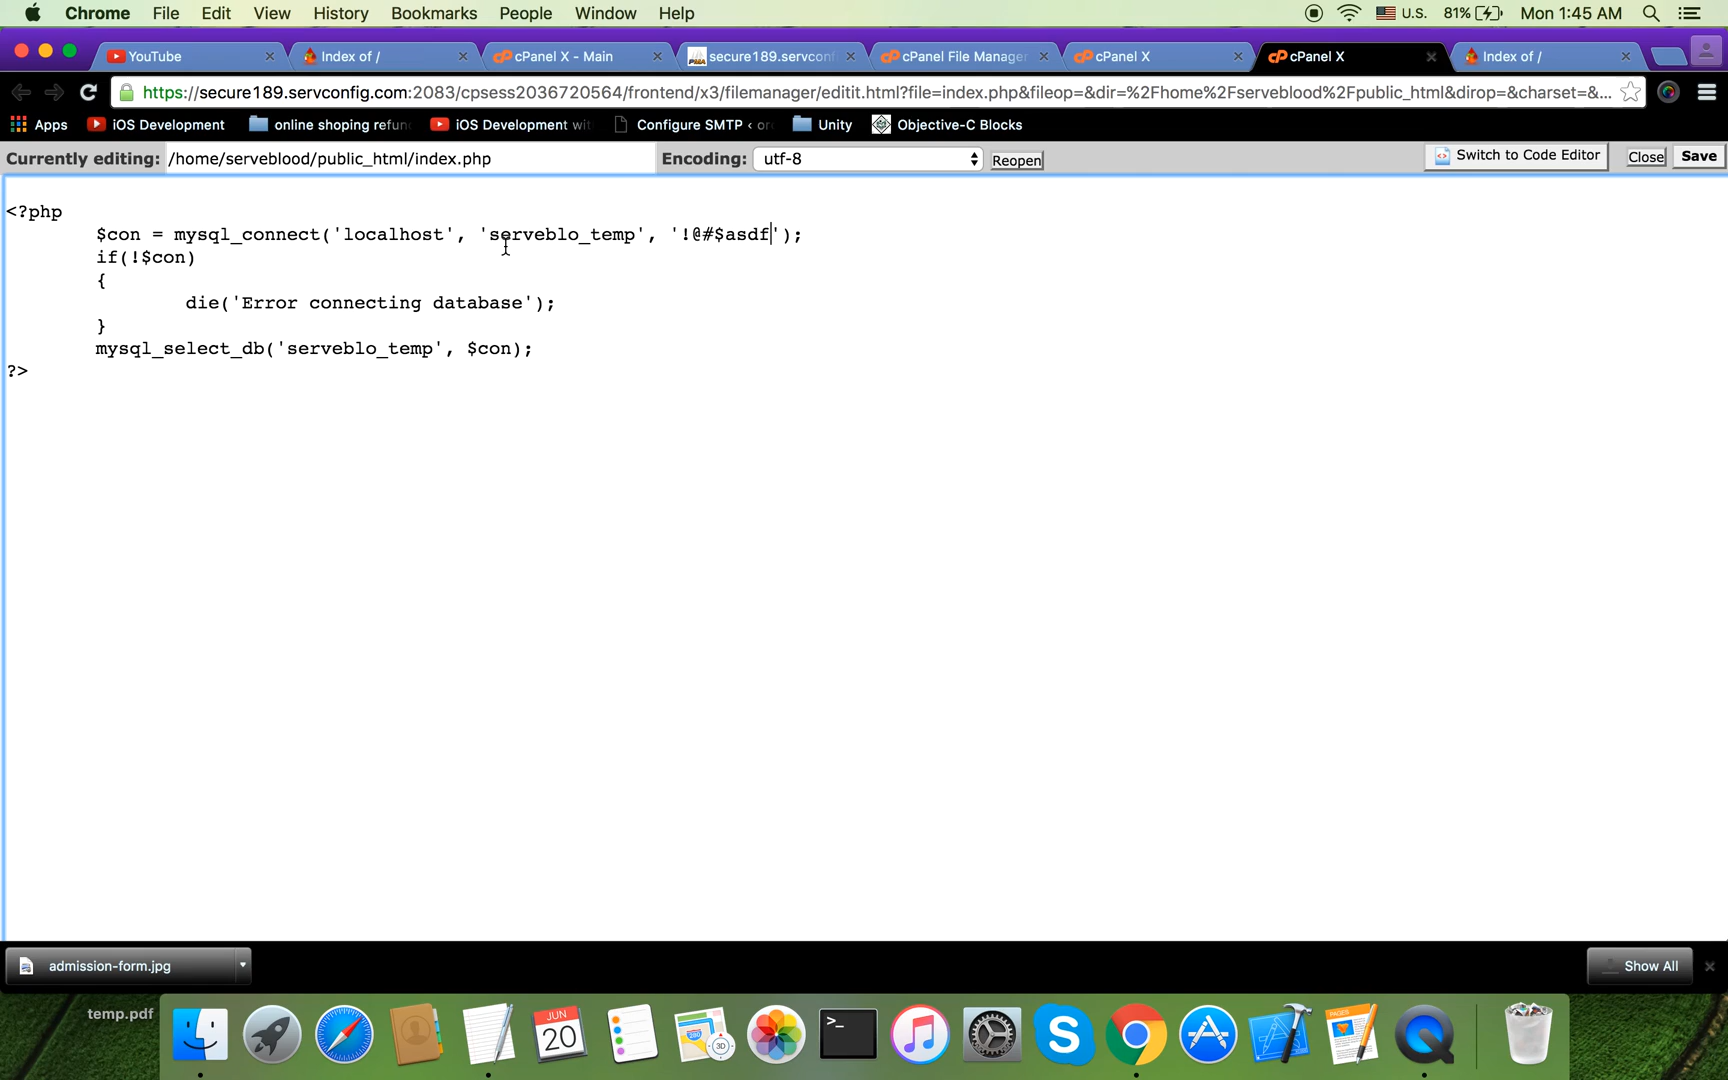 Chrome File Edit View History Bookmarks People Window Help U.S. 81% Mon 1:45 AM
YouTube Index of / cPanel X - Main secure189.servcon cPanel File Manager cPanel X cPanel X Index of /
https://secure189.servconfig.com:2083/cpsess2036720564/frontend/x3/filemanager/editit.html?file=index.php&fileop=&dir=%2Fhome%2Fserveblood%2Fpublic_html&dirop=&charset=&...
Apps iOS Development online shoping refun iOS Development wit Configure SMTP ‹ or Unity Objective-C Blocks
Currently editing: /home/serveblood/public_html/index.php Encoding: utf-8 Reopen Switch to Code Editor Close Save
<?php
$con = mysql_connect('localhost', 'serveblo_temp', '!@#$asdf');
if(!$con)
{
die('Error connecting database');
}
mysql_select_db('serveblo_temp', $con);
?>
admission-form.jpg Show All
temp.pdf
JUN
20
3D
>_
PAGES